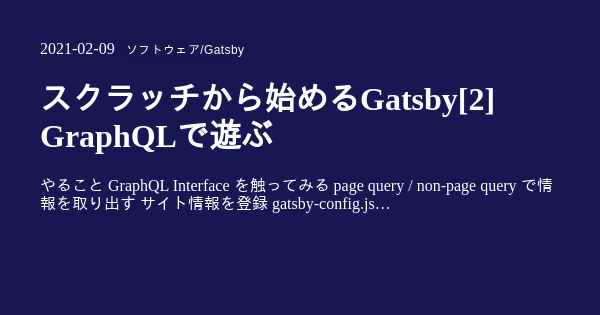 2021-02-09 ソフトウェア/Gatsby
スクラッチから始めるGatsby[2]
GraphQLで遊ぶ
やること GraphQL Interface を触ってみる page query / non-page query で情
報を取り出す サイト情報を登録 gatsby-config.js…